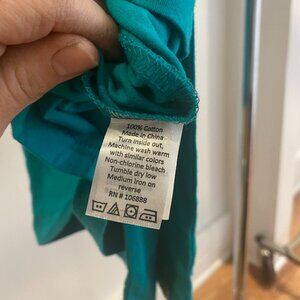 100% Cotton
Made in China
Turn Inside out,
Machine wash warm
with similar colors
Non-chlorine bleach
Tumble dry low
Medium iron on
reverse
RN # 106888